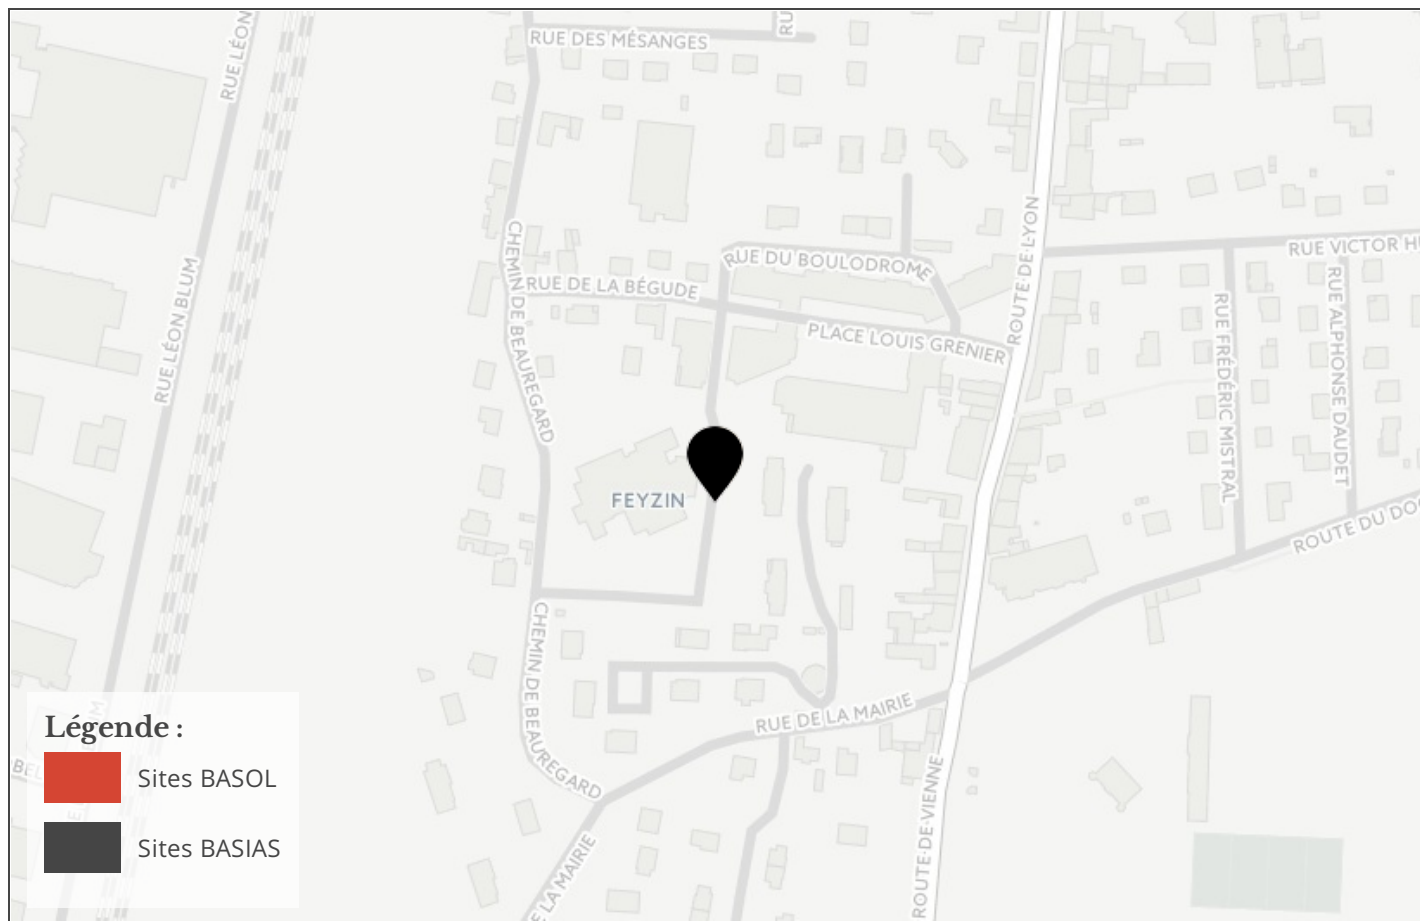 RUE LÉON
RUE DES MÉSANGES
RU
RUE DU BOULODROME
ROUTE-DE-LYON
RUE VICTOR H
CHEMIN DE BEAUREGARD
RUE DE LA BÉGUDE
RUE LÉON BLUM
PLACE LOUIS GRENIER
RUE FRÉDÉRIC MISTRAL
RUE ALPHONSE DAUDET
FEYZIN
ROUTE DU DO
CHEMIN DE BEAUREGARD
RUE DE LA MAIRIE
Légende :
Sites BASOL
Sites BASIAS
ROUTE-DE-VIENNE
E LA MAIRIE